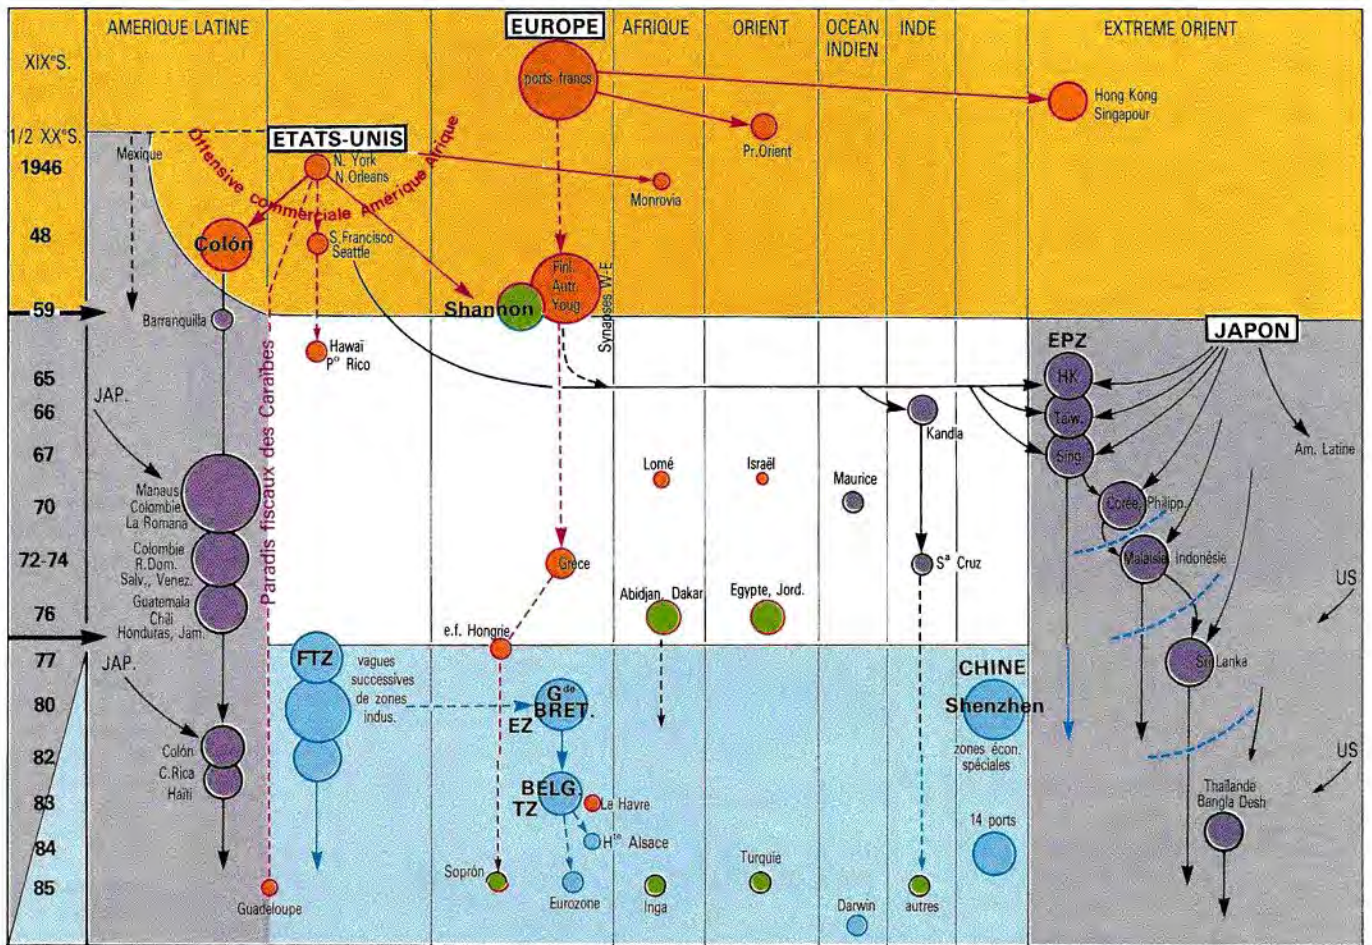 AMERIQUE LATINE
EUROPE
AFRIQUE
ORIENT
OCEAN
INDIEN
INDE
EXTREME ORIENT
XIXeS.
ports francs
Hong Kong
Singapour
Pr.Orient
1/2 XXeS.
1946
48
59
65
66
67
70
72-74
76
77
80
82
83
84
85
Mexique
ETATS-UNIS
Offensive commerciale Amérique Afrique
N. York
N.Orleans
Monrovia
Colón
S.Francisco
Seattle
Finl.
Autr.
Youg.
Synapses W-E
Shannon
Barranquilla
Hawaï
Po Rico
Paradis fiscaux des Caraïbes
JAPON
EPZ
HK
Taiw.
Sing.
Am. Latine
JAP.
Kandla
Manaus
Colombie
La Romana
Lomé
Israël
Maurice
Corée, Philipp.
Colombie
R.Dom.
Salv., Venez.
Grèce
Sa Cruz
Malaisie, Indonésie
US
Guatemala
Chili
Honduras, Jam.
Abidjan, Dakar
Egypte, Jord.
e.f. Hongrie
JAP.
FTZ
vagues
successives
de zones
indus.
Sri Lanka
CHINE
Shenzhen
zones écon.
spéciales
Gde
BRET.
EZ
Colón
C.Rica
Haïti
US
BELG.
TZ
Le Havre
Hte Alsace
Thaïlande
Bangla Desh
14 ports
Soprón
Eurozone
Inga
Turquie
Darwin
autres
Guadeloupe